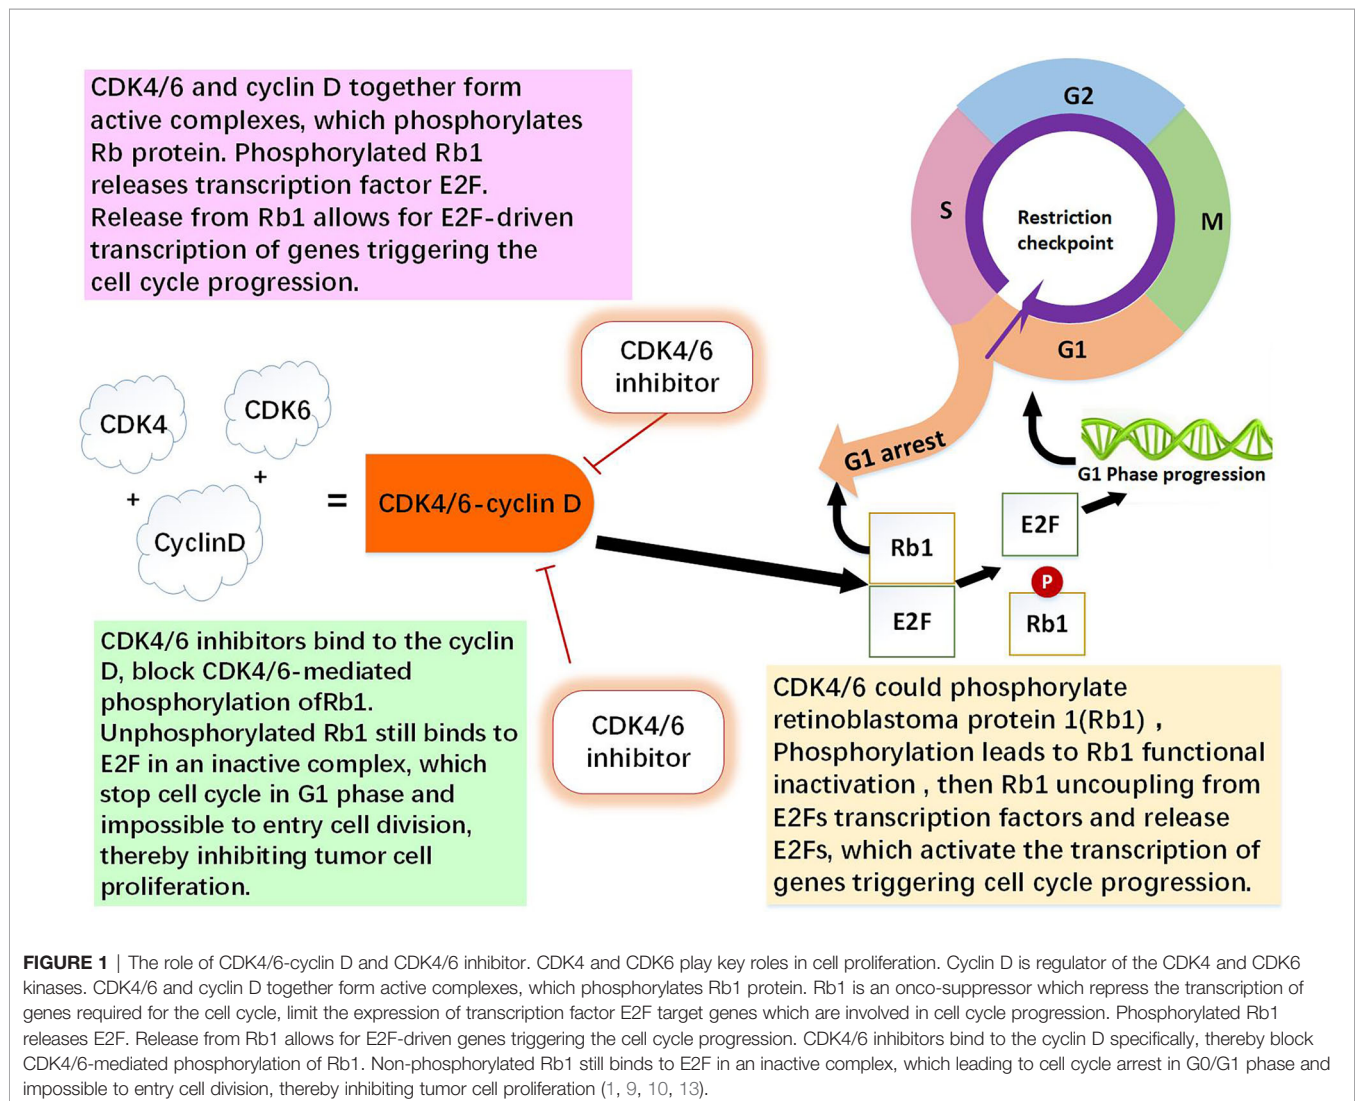 CDK4/6 and cyclin D together form
active complexes, which phosphorylates
Rb protein. Phosphorylated Rb1
releases transcription factor E2F.
Release from Rb1 allows for E2F-driven
transcription of genes triggering the
cell cycle progression.
G2
S
M
Restriction
checkpoint
G1
G1 arrest
CDK4/6
inhibitor
CDK4
CDK6
+
+
CyclinD
=
CDK4/6-cyclin D
G1 Phase progression
Rb1
E2F
E2F
P
Rb1
CDK4/6
inhibitor
CDK4/6 inhibitors bind to the cyclin
D, block CDK4/6-mediated
phosphorylation ofRb1.
Unphosphorylated Rb1 still binds to
E2F in an inactive complex, which
stop cell cycle in G1 phase and
impossible to entry cell division,
thereby inhibiting tumor cell
proliferation.
CDK4/6 could phosphorylate
retinoblastoma protein 1(Rb1) ,
Phosphorylation leads to Rb1 functional
inactivation , then Rb1 uncoupling from
E2Fs transcription factors and release
E2Fs, which activate the transcription of
genes triggering cell cycle progression.
FIGURE 1 | The role of CDK4/6-cyclin D and CDK4/6 inhibitor. CDK4 and CDK6 play key roles in cell proliferation. Cyclin D is regulator of the CDK4 and CDK6
kinases. CDK4/6 and cyclin D together form active complexes, which phosphorylates Rb1 protein. Rb1 is an onco-suppressor which repress the transcription of
genes required for the cell cycle, limit the expression of transcription factor E2F target genes which are involved in cell cycle progression. Phosphorylated Rb1
releases E2F. Release from Rb1 allows for E2F-driven genes triggering the cell cycle progression. CDK4/6 inhibitors bind to the cyclin D specifically, thereby block
CDK4/6-mediated phosphorylation of Rb1. Non-phosphorylated Rb1 still binds to E2F in an inactive complex, which leading to cell cycle arrest in G0/G1 phase and
impossible to entry cell division, thereby inhibiting tumor cell proliferation (1, 9, 10, 13).